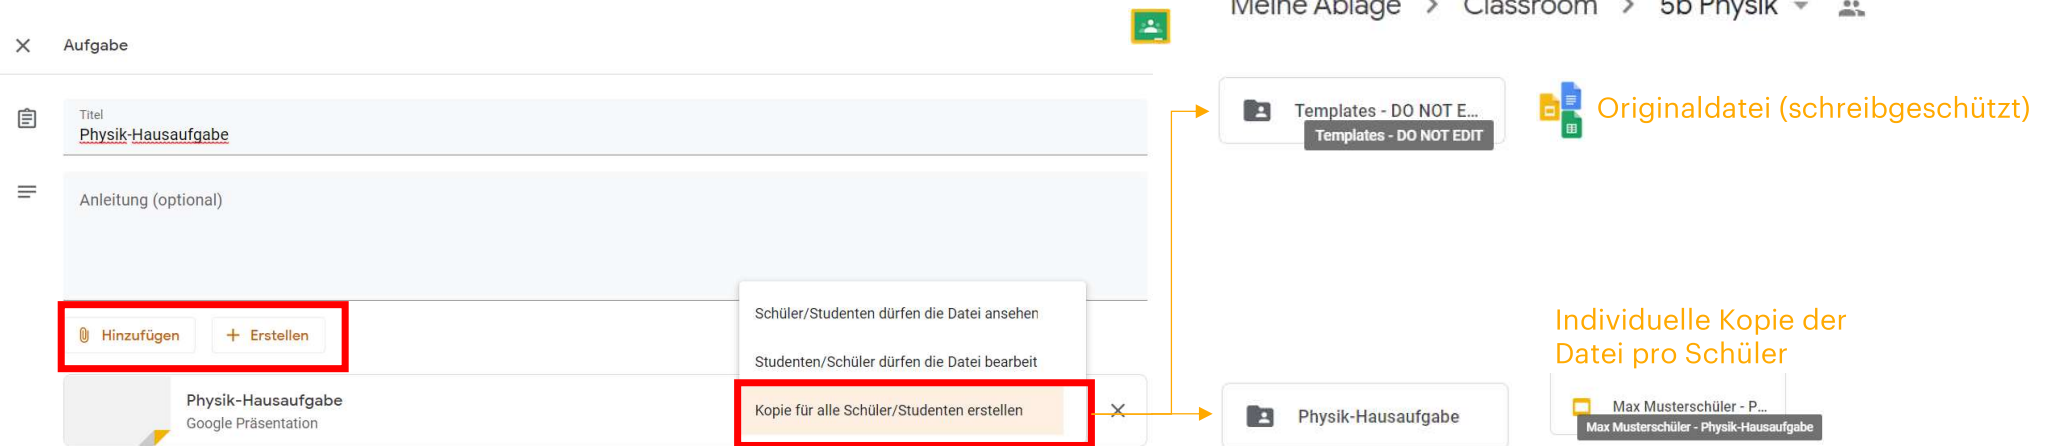 Aufgabe
Titel
Physik-Hausaufgabe
Anleitung (optional)
Hinzufügen
Erstellen
Physik-Hausaufgabe
Google Präsentation
Schüler/Studenten dürfen die Datei ansehen
Studenten/Schüler dürfen die Datei bearbeit
Kopie für alle Schüler/Studenten erstellen
Meine Ablage > Classroom > 5b Physik
Templates - DO NOT E...
Templates - DO NOT EDIT
Originaldatei (schreibgeschützt)
Individuelle Kopie der
Datei pro Schüler
Physik-Hausaufgabe
Max Musterschüler - P...
Max Musterschüler - Physik-Hausaufgabe